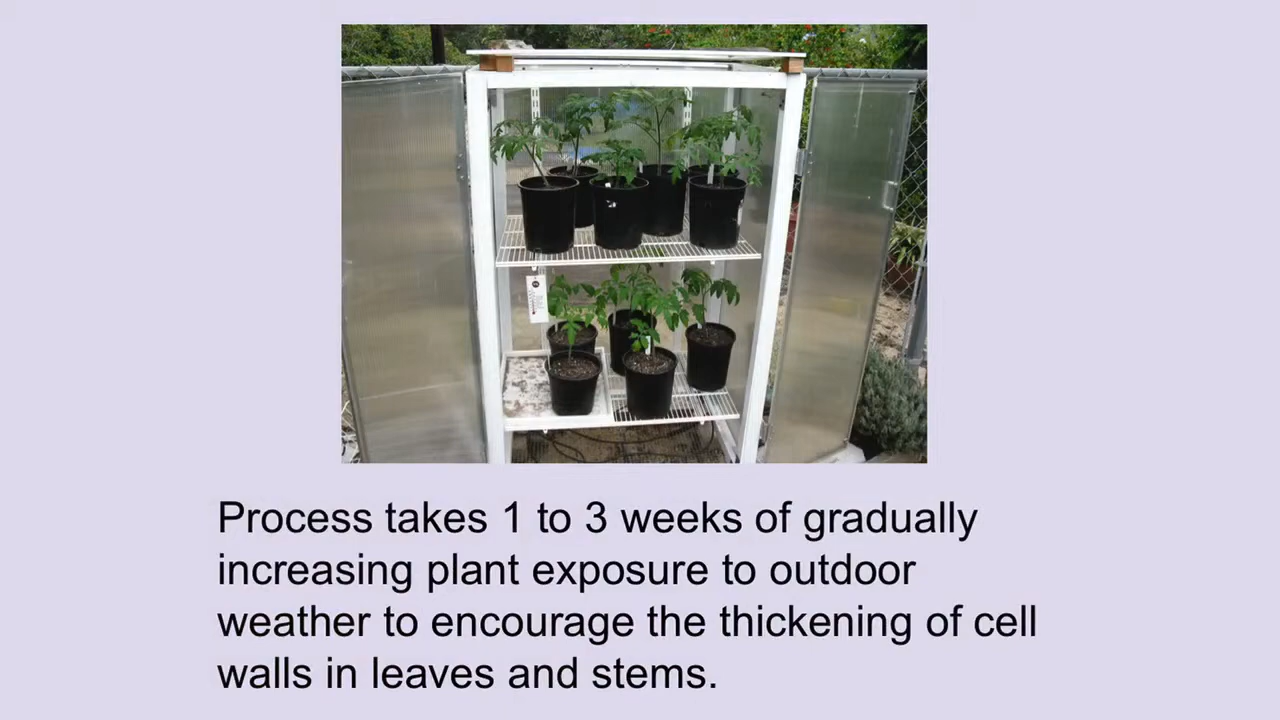 Process takes 1 to 3 weeks of gradually
increasing plant exposure to outdoor
weather to encourage the thickening of cell
walls in leaves and stems.